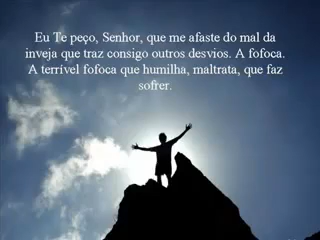 Eu Te peço, Senhor, que me afaste do mal da
inveja que traz consigo outros desvios. A fofoca.
A terrível fofoca que humilha, maltrata, que faz
sofrer.